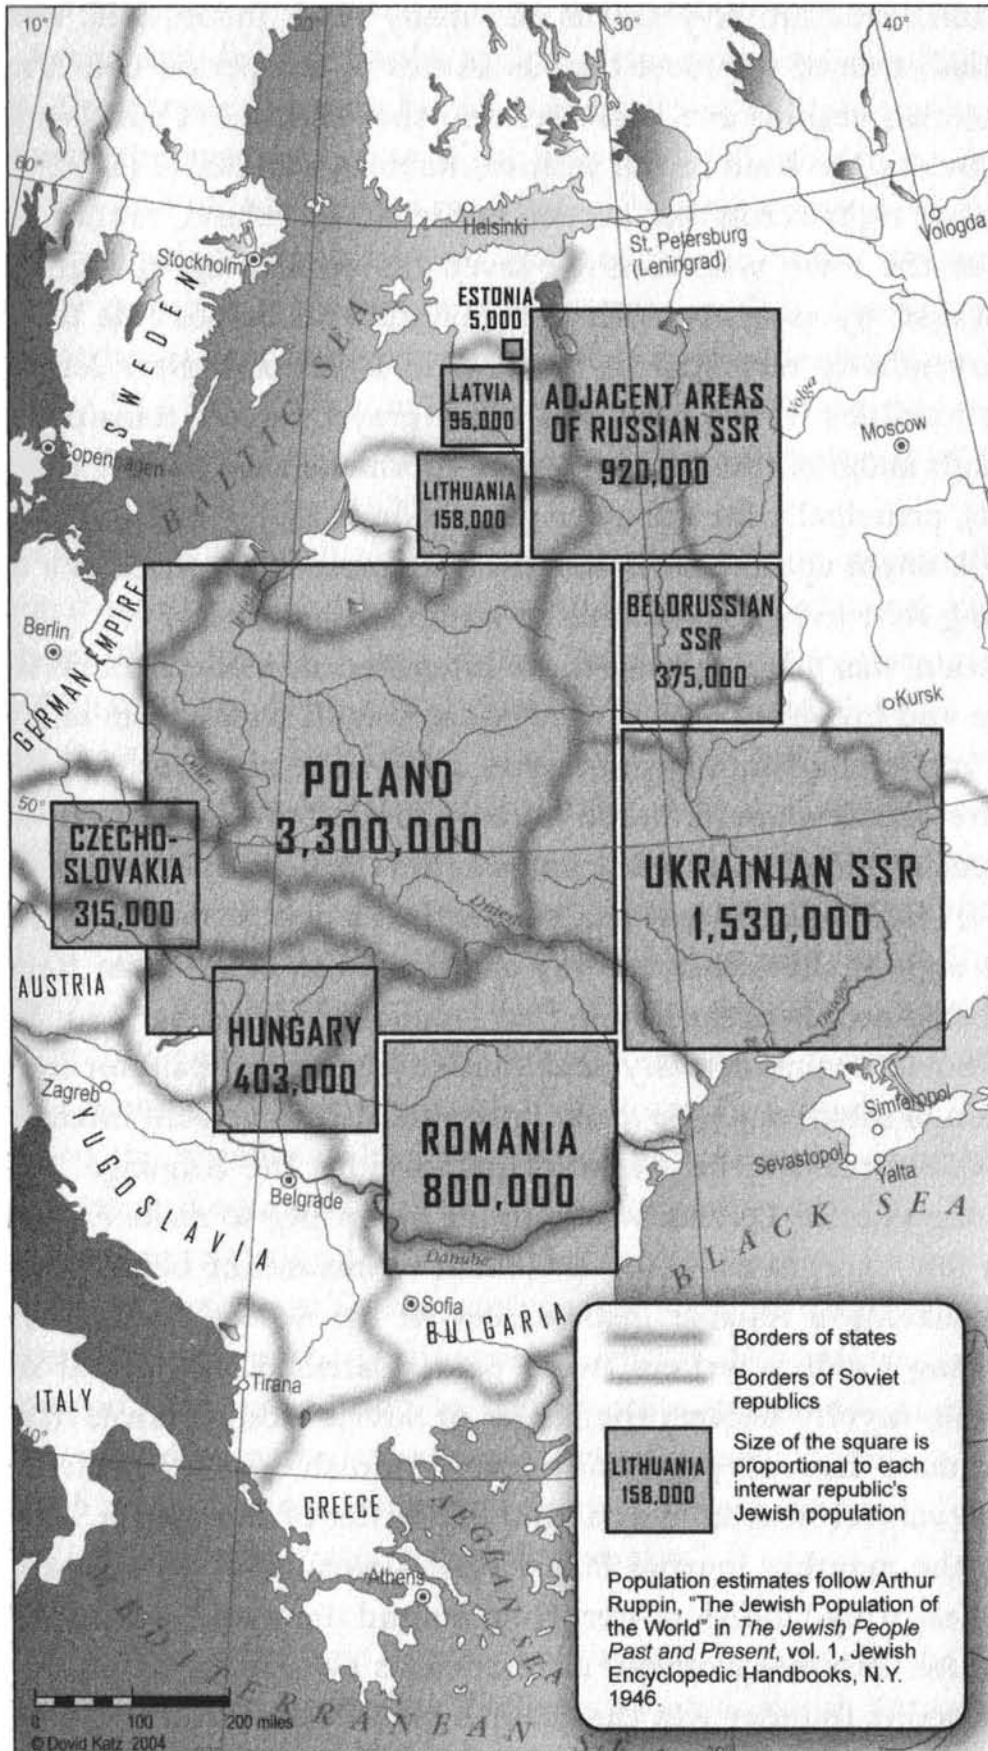 10°
20°
30°
40°
60°
Helsinki
St. Petersburg
(Leningrad)
Vologda
Stockholm
SWEDEN
ESTONIA
5,000
BALTIC SEA
LATVIA
95,000
ADJACENT AREAS
OF RUSSIAN SSR
920,000
Volga
Moscow
Copenhagen
LITHUANIA
158,000
BELORUSSIAN
SSR
375,000
Berlin
GERMAN EMPIRE
Kursk
Oder
POLAND
3,300,000
50°
CZECHO-
SLOVAKIA
315,000
UKRAINIAN SSR
1,530,000
AUSTRIA
HUNGARY
403,000
Zagreb
YUGOSLAVIA
ROMANIA
800,000
Simferopol
Sevastopol
Yalta
Belgrade
BLACK SEA
Danube
Sofia
BULGARIA
Tirana
ITALY
40°
GREECE
AEGEAN SEA
Athens
MEDITERRANEAN
Borders of states
Borders of Soviet
republics
LITHUANIA
158,000
Size of the square is
proportional to each
interwar republic's
Jewish population
Population estimates follow Arthur
Ruppin, "The Jewish Population of
the World" in The Jewish People
Past and Present, vol. 1, Jewish
Encyclopedic Handbooks, N.Y.
1946.
0 100 200 miles
© Dovid Katz 2004